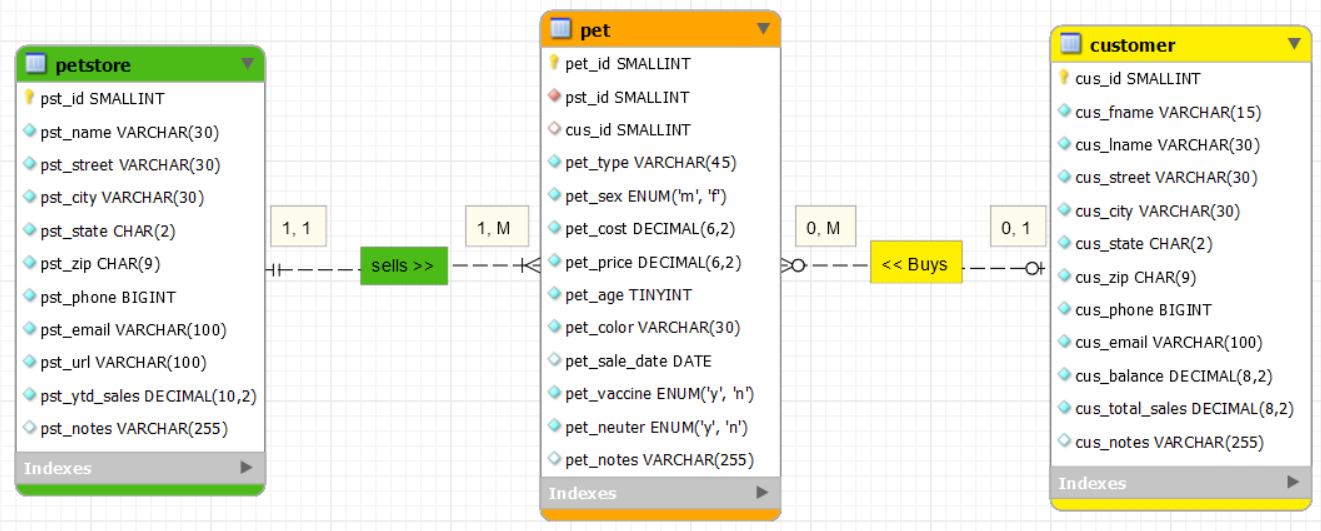 petstore
pst_id SMALLINT
pst_name VARCHAR(30)
pst_street VARCHAR(30)
pst_city VARCHAR(30)
pst_state CHAR(2)
pst_zip CHAR(9)
pst_phone BIGINT
pst_email VARCHAR(100)
pst_url VARCHAR(100)
pst_ytd_sales DECIMAL(10,2)
pst_notes VARCHAR(255)
Indexes
1, 1
sells >>
1, M
pet
pet_id SMALLINT
pst_id SMALLINT
cus_id SMALLINT
pet_type VARCHAR(45)
pet_sex ENUM('m', 'f')
pet_cost DECIMAL(6,2)
pet_price DECIMAL(6,2)
pet_age TINYINT
pet_color VARCHAR(30)
pet_sale_date DATE
pet_vaccine ENUM('y', 'n')
pet_neuter ENUM('y', 'n')
pet_notes VARCHAR(255)
Indexes
0, M
<< Buys
0, 1
customer
cus_id SMALLINT
cus_fname VARCHAR(15)
cus_lname VARCHAR(30)
cus_street VARCHAR(30)
cus_city VARCHAR(30)
cus_state CHAR(2)
cus_zip CHAR(9)
cus_phone BIGINT
cus_email VARCHAR(100)
cus_balance DECIMAL(8,2)
cus_total_sales DECIMAL(8,2)
cus_notes VARCHAR(255)
Indexes